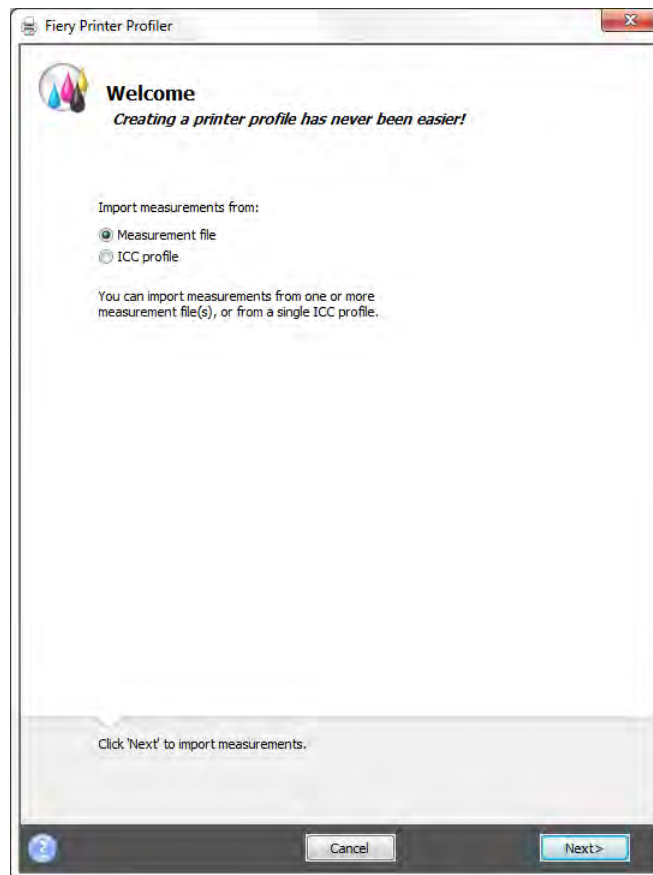 Fiery Printer Profiler
Welcome
Creating a printer profile has never been easier!
Import measurements from:
Measurement file
ICC profile
You can import measurements from one or more
measurement file(s), or from a single ICC profile.
Click 'Next' to import measurements.
?
Cancel
Next>